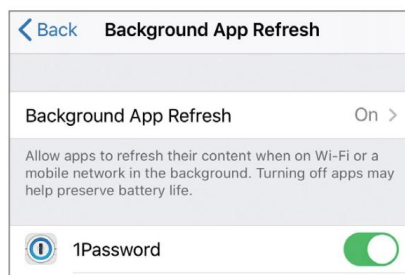 Back Background App Refresh
Background App Refresh On
Allow apps to refresh their content when on Wi-Fi or a
mobile network in the background. Turning off apps may
help preserve battery life.
1Password